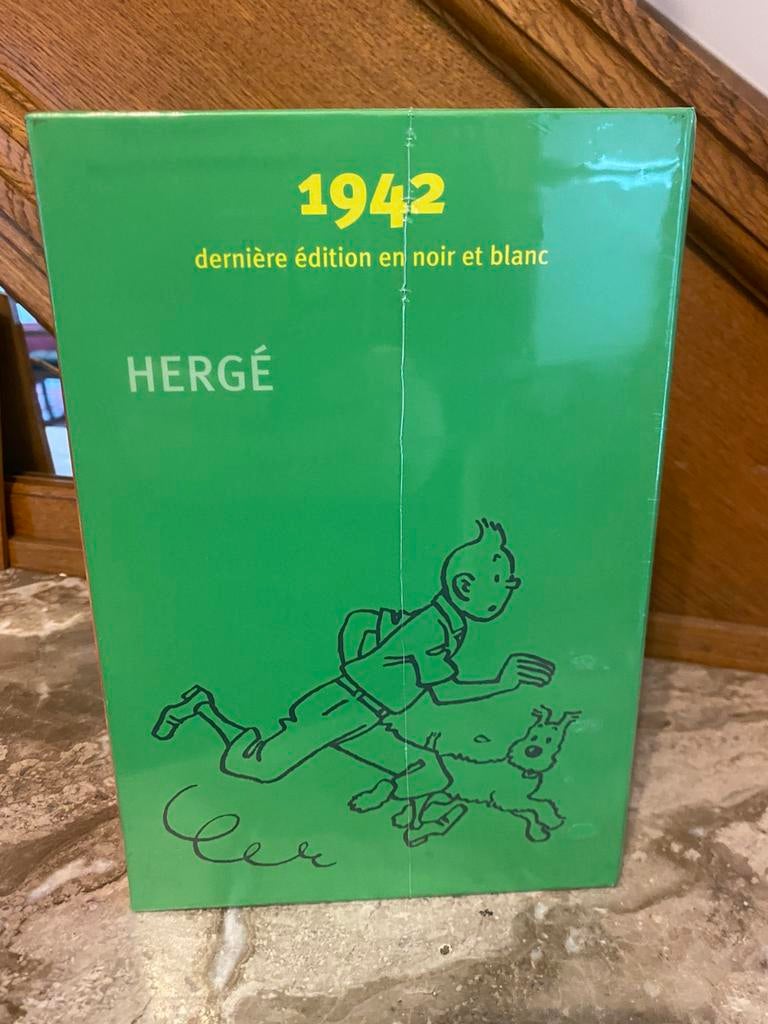 1942
dernière édition en noir et blanc
HERGÉ